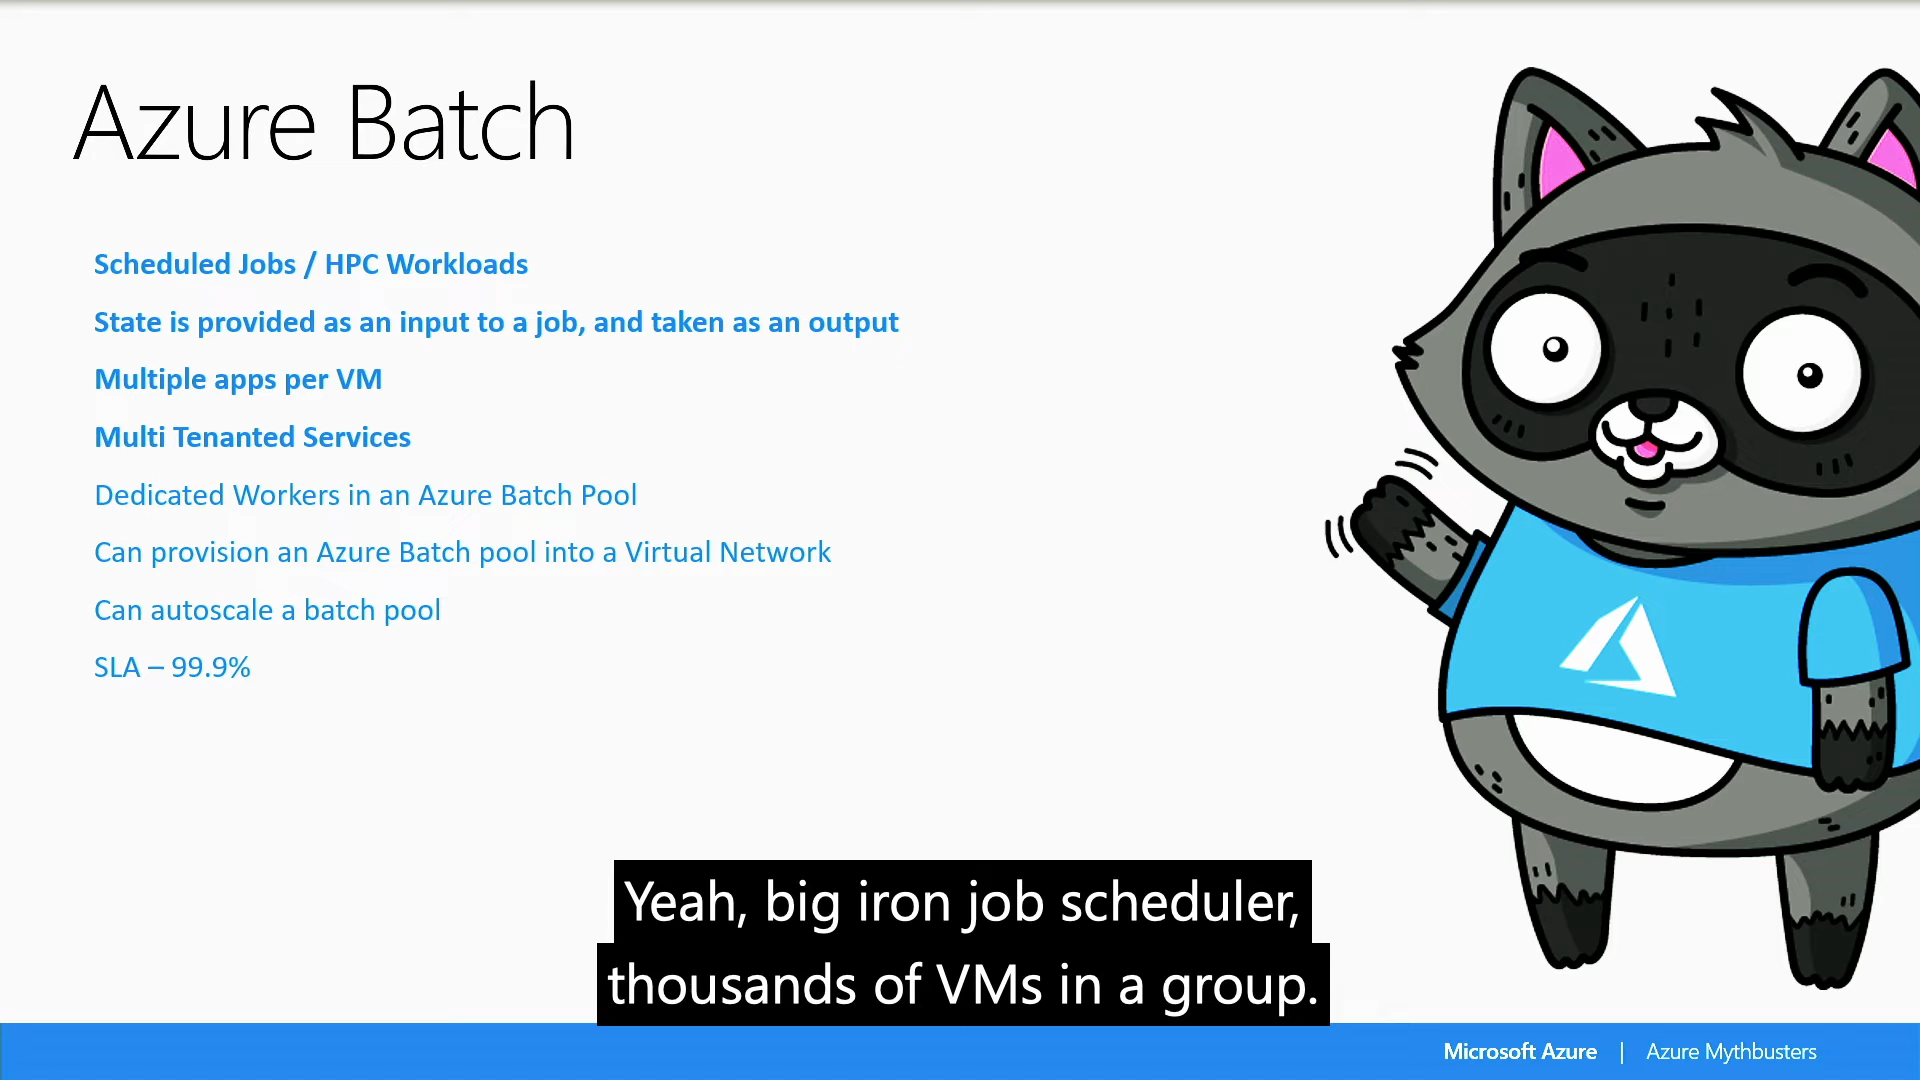 Azure Batch
Scheduled Jobs / HPC Workloads
State is provided as an input to a job, and taken as an output
Multiple apps per VM
Multi Tenanted Services
Dedicated Workers in an Azure Batch Pool
Can provision an Azure Batch pool into a Virtual Network
Can autoscale a batch pool
SLA – 99.9%
Yeah, big iron job scheduler,
thousands of VMs in a group.
Microsoft Azure | Azure Mythbusters